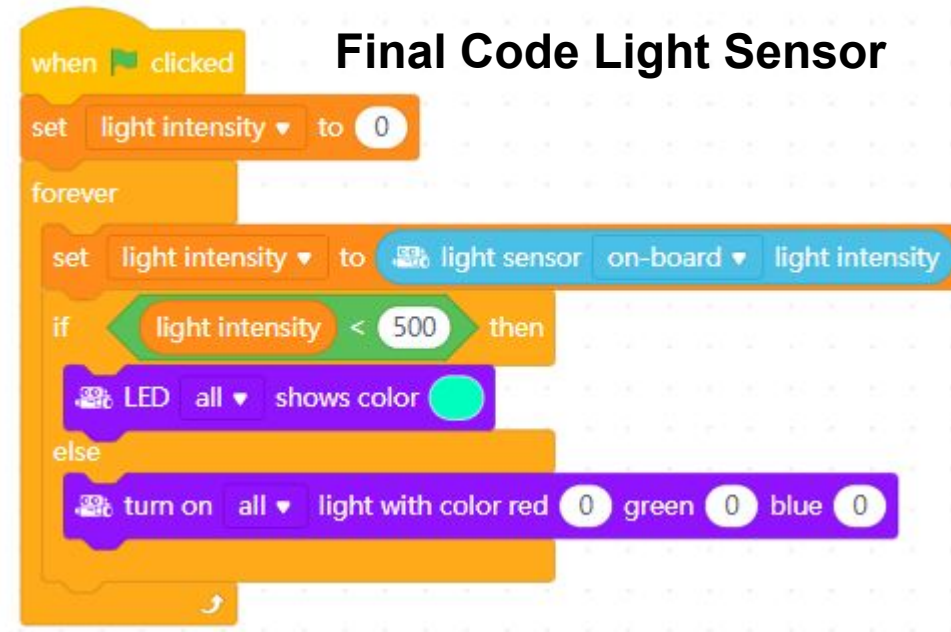 Final Code Light Sensor
when clicked
set light intensity to 0
forever
set light intensity to light sensor on-board light intensity
if light intensity < 500 then
LED all shows color
else
turn on all light with color red 0 green 0 blue 0